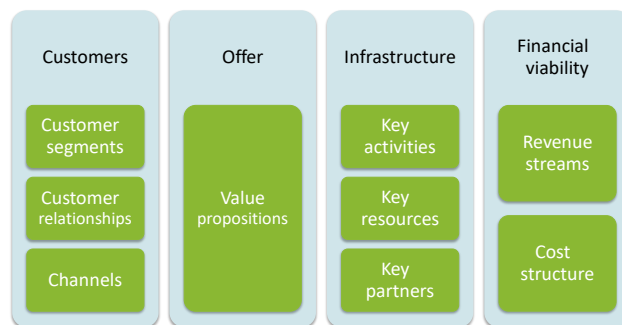 Customers
Customer
segments
Customer
relationships
Channels
Offer
Value
propositions
Infrastructure
Key
activities
Key
resources
Key
partners
Financial
viability
Revenue
streams
Cost
structure